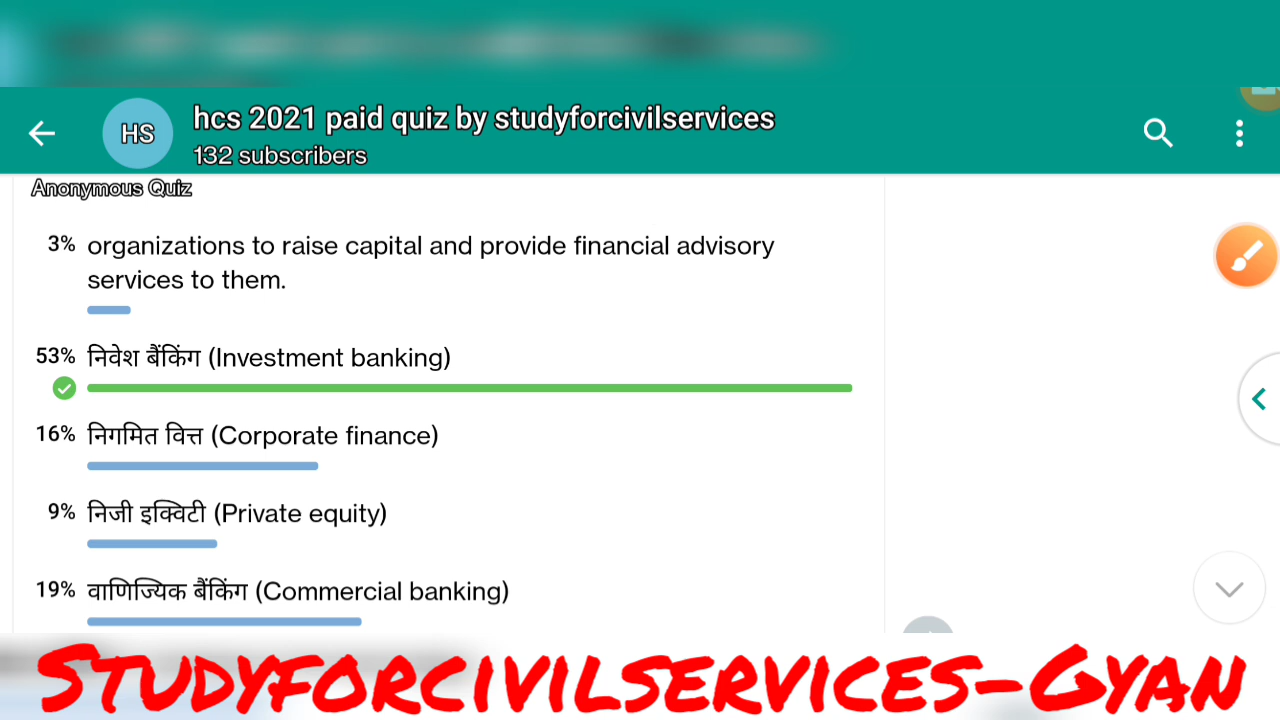 HS
hcs 2021 paid quiz by studyforcivilservices
132 subscribers
Anonymous Quiz
3% organizations to raise capital and provide financial advisory
services to them.
53% निवेश बैंकिंग (Investment banking)
16% निगमित वित्त (Corporate finance)
9% निजी इक्विटी (Private equity)
19% वाणिज्यिक बैंकिंग (Commercial banking)
STUDYFORCIVILSERVICES-GYAN